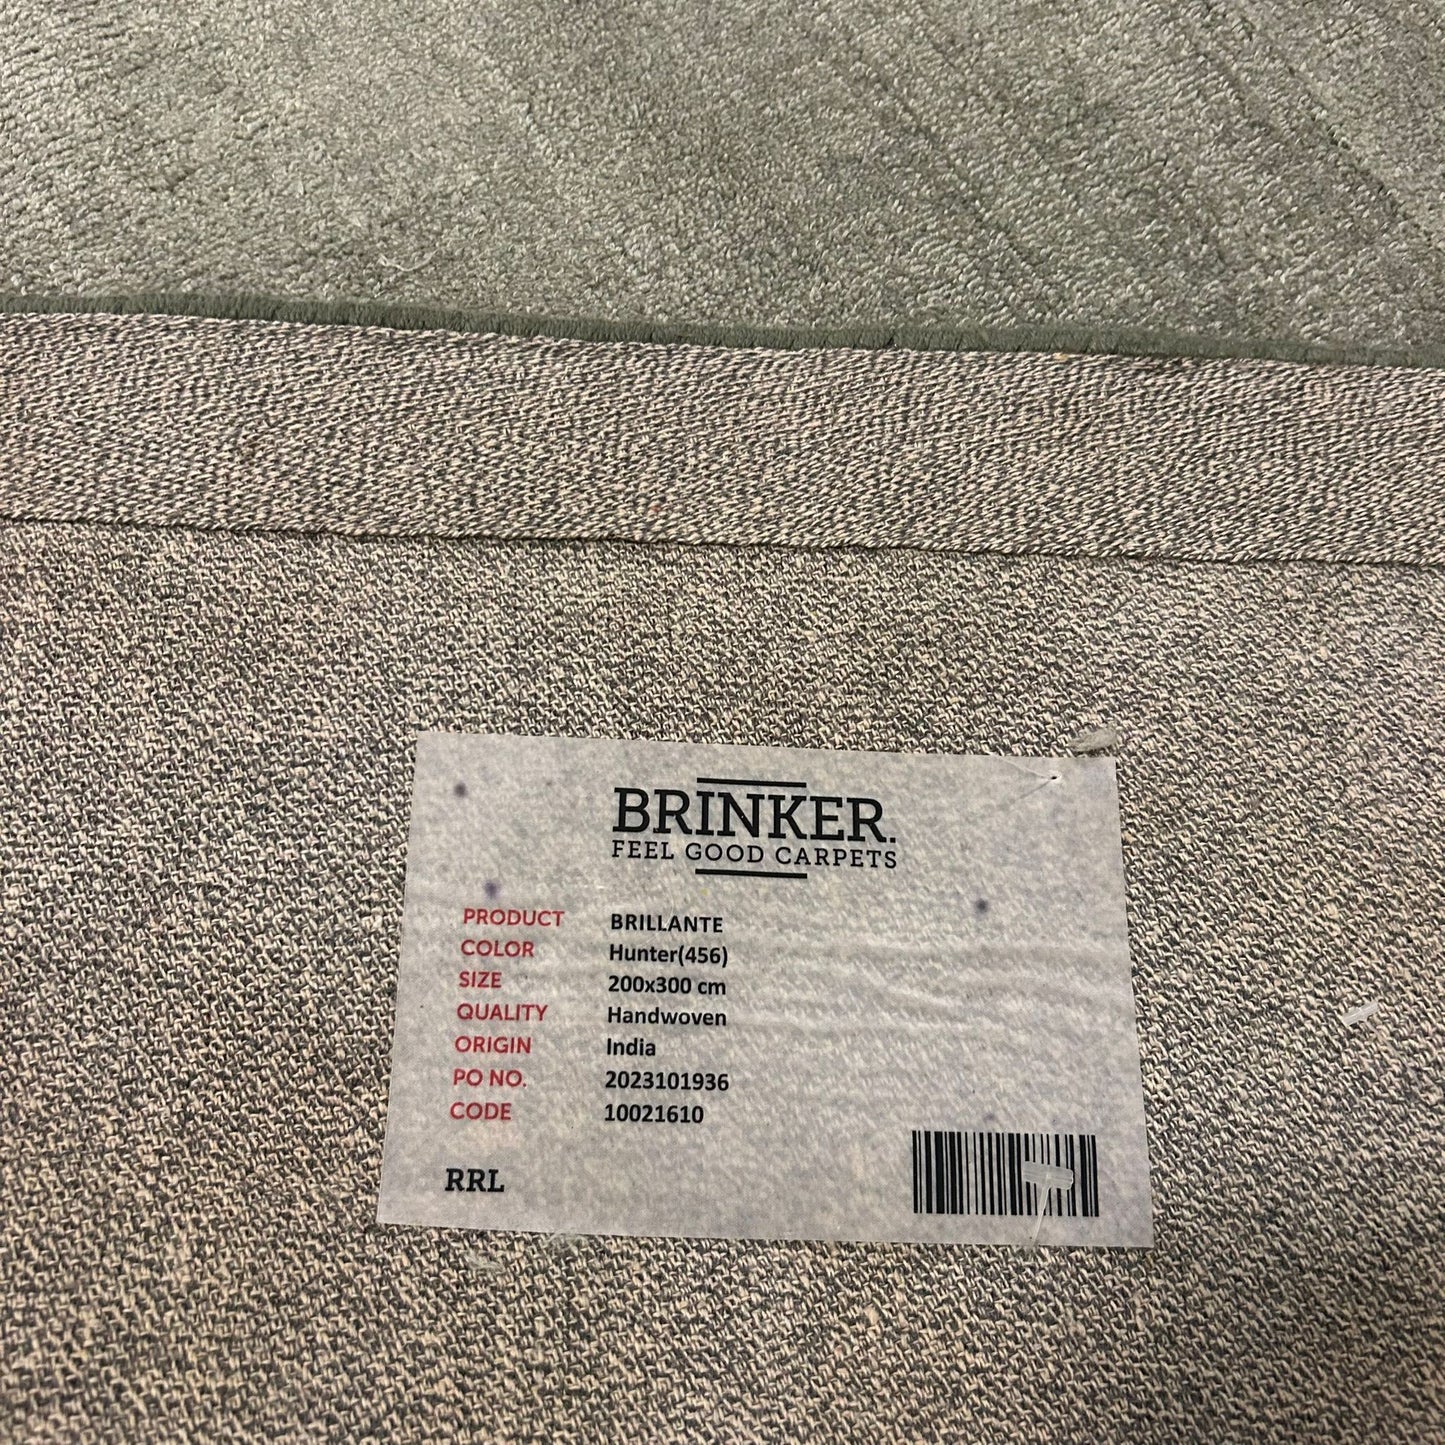 BRINKER.
FEEL GOOD CARPETS
PRODUCT BRILLANTE
COLOR Hunter(456)
SIZE 200x300 cm
QUALITY Handwoven
ORIGIN India
PO NO. 2023101936
CODE 10021610
RRL